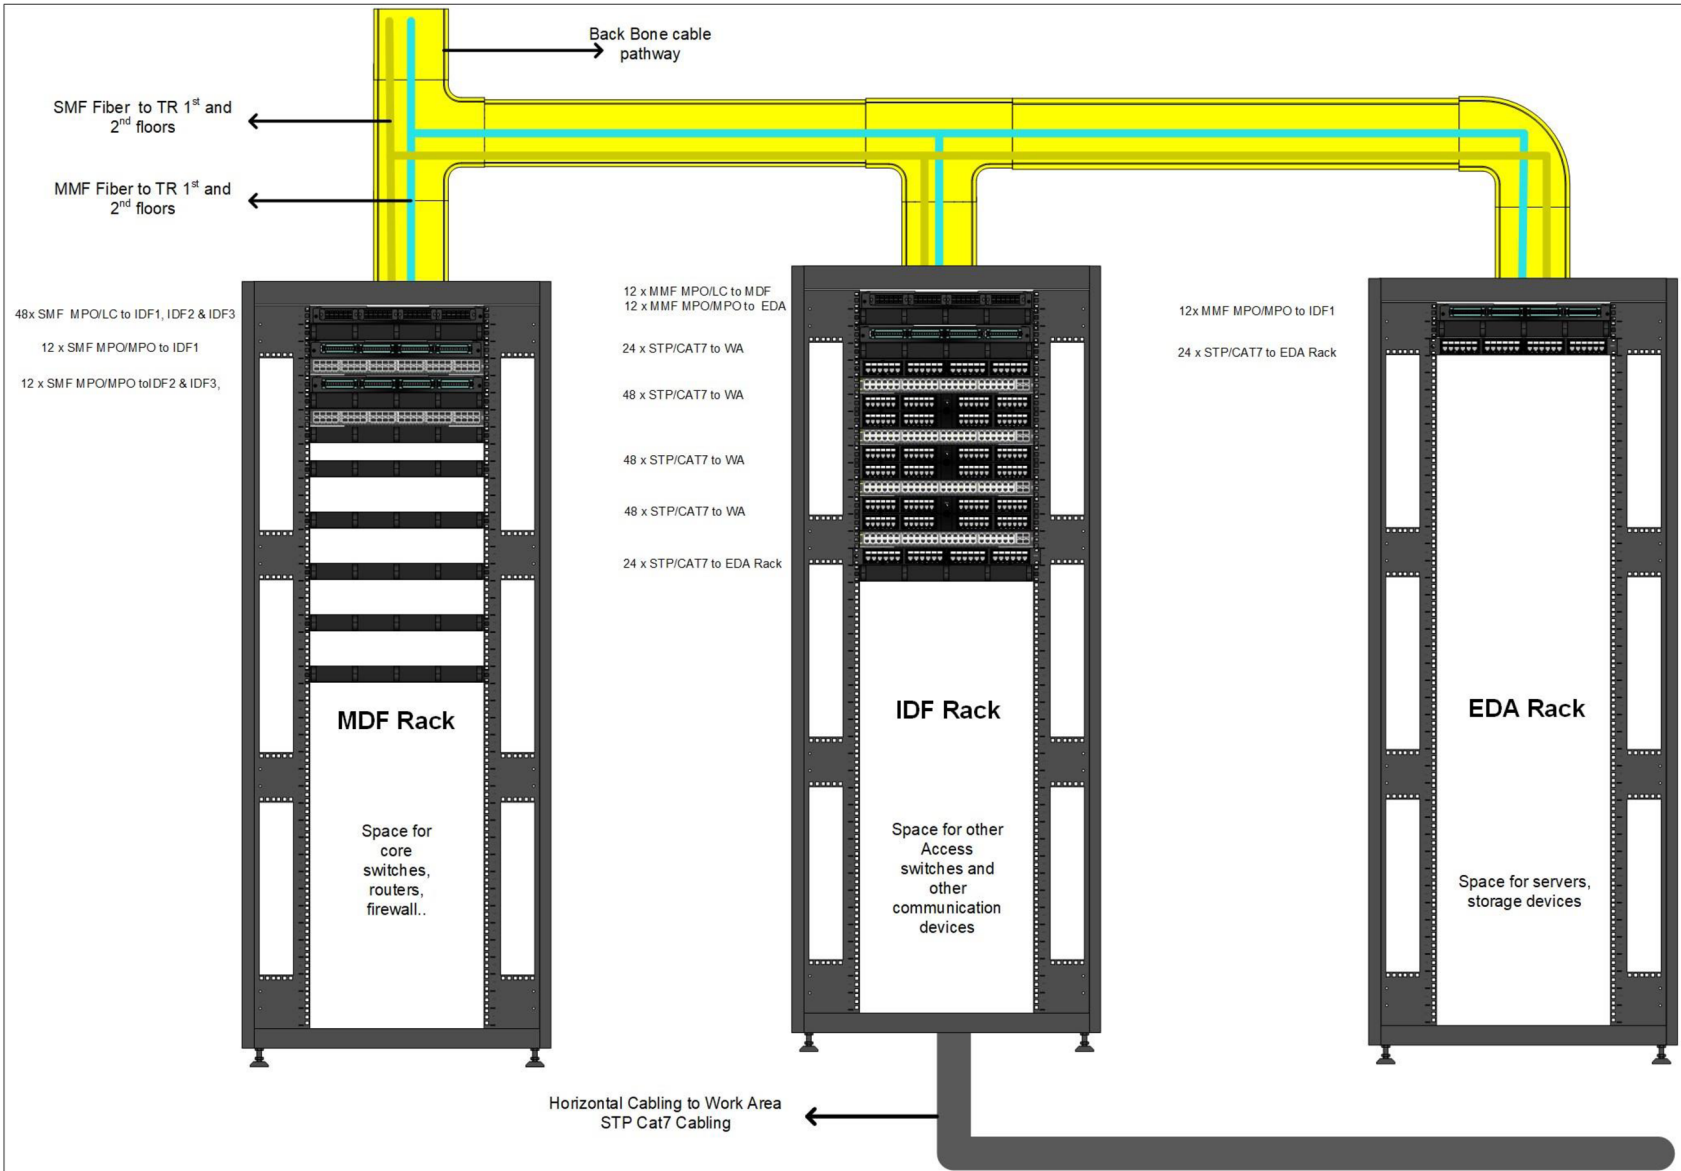 Back Bone cable
pathway
SMF Fiber to TR 1st and
2nd floors
MMF Fiber to TR 1st and
2nd floors
48x SMF MPO/LC to IDF1, IDF2 & IDF3
12 x SMF MPO/MPO to IDF1
12 x SMF MPO/MPO toIDF2 & IDF3,
MDF Rack
Space for
core
switches,
routers,
firewall..
12 x MMF MPO/LC to MDF
12 x MMF MPO/MPO to EDA
24 x STP/CAT7 to WA
48 x STP/CAT7 to WA
48 x STP/CAT7 to WA
48 x STP/CAT7 to WA
24 x STP/CAT7 to EDA Rack
IDF Rack
Space for other
Access
switches and
other
communication
devices
12x MMF MPO/MPO to IDF1
24 x STP/CAT7 to EDA Rack
EDA Rack
Space for servers,
storage devices
Horizontal Cabling to Work Area
STP Cat7 Cabling